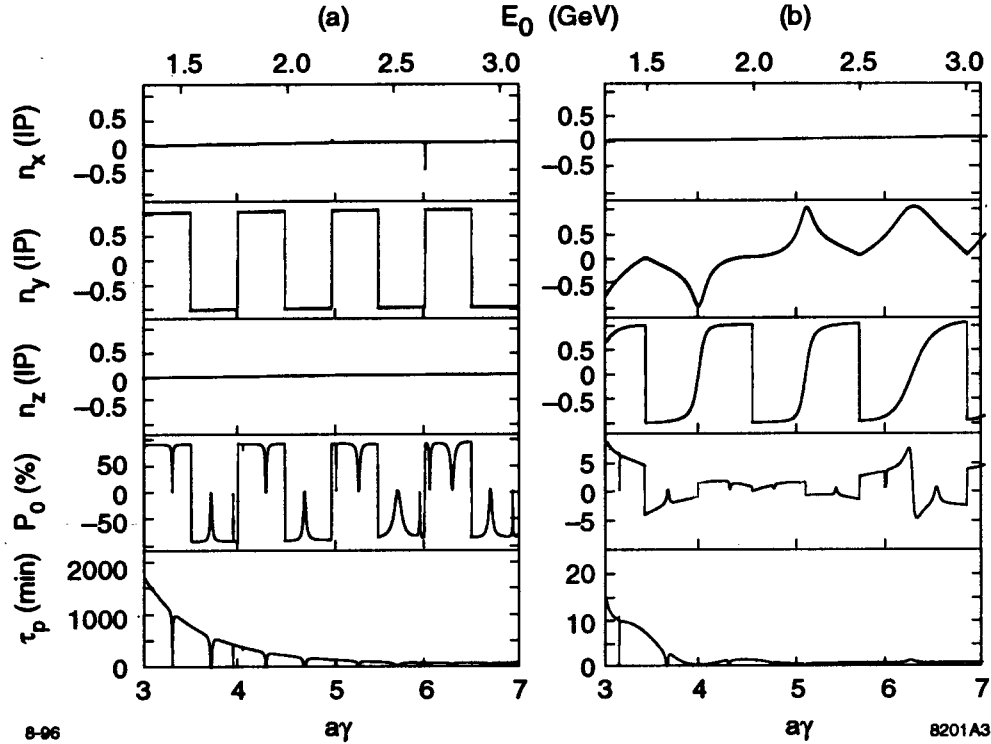 (a) E0 (GeV) (b)
1.5 2.0 2.5 3.0 1.5 2.0 2.5 3.0
nx (IP) 0.5 0 −0.5 0.5 0 −0.5
ny (IP) 0.5 0 −0.5 0.5 0 −0.5
nz (IP) 0.5 0 −0.5 0.5 0 −0.5
P0 (%) 50 0 −50 5 0 −5
τp (min) 2000 1000 0 20 10 0
3 4 5 6 7 3 4 5 6 7
8-96 aγ aγ 8201A3